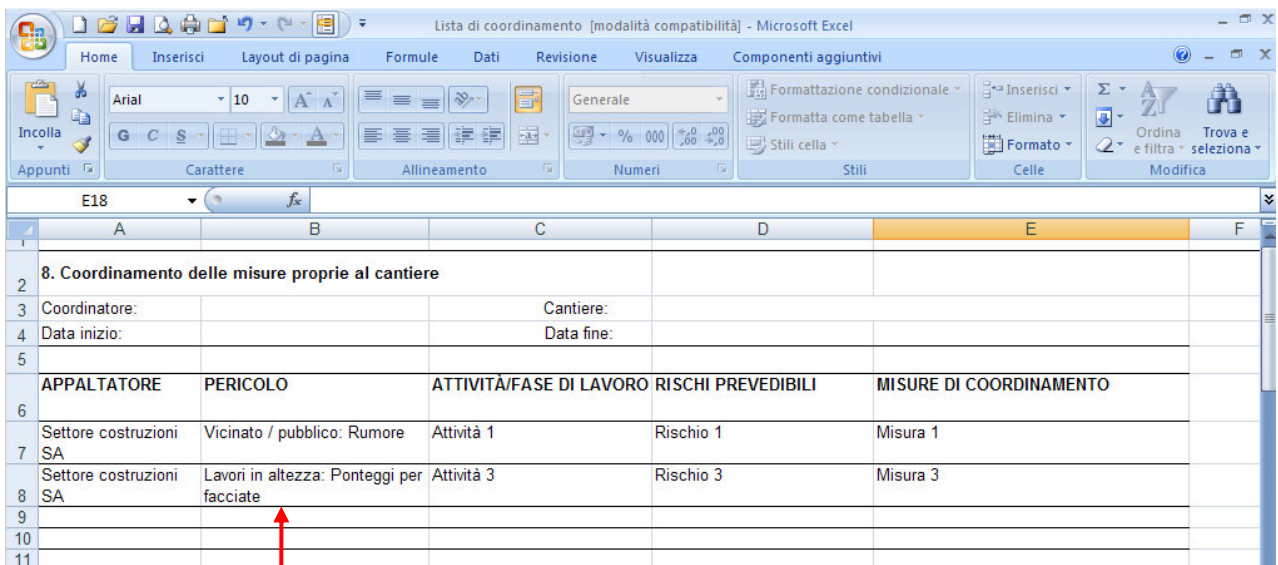 Lista di coordinamento [modalità compatibilità] - Microsoft Excel
Home Inserisci Layout di pagina Formule Dati Revisione Visualizza Componenti aggiuntivi
Incolla
Arial 10 A A
G C S A
Generale
% 000 ,00 ,00 ,0
Formattazione condizionale
Formatta come tabella
Stili cella
Inserisci
Elimina
Formato
Σ
Ordina e filtra
Trova e seleziona
Appunti Carattere Allineamento Numeri Stili Celle Modifica
E18 fx
A B C D E F
1
2 8. Coordinamento delle misure proprie al cantiere
3 Coordinatore: Cantiere:
4 Data inizio: Data fine:
5
6 APPALTATORE PERICOLO ATTIVITÀ/FASE DI LAVORO RISCHI PREVEDIBILI MISURE DI COORDINAMENTO
7 Settore costruzioni SA Vicinato / pubblico: Rumore Attività 1 Rischio 1 Misura 1
8 Settore costruzioni SA Lavori in altezza: Ponteggi per facciate Attività 3 Rischio 3 Misura 3
9
10
11